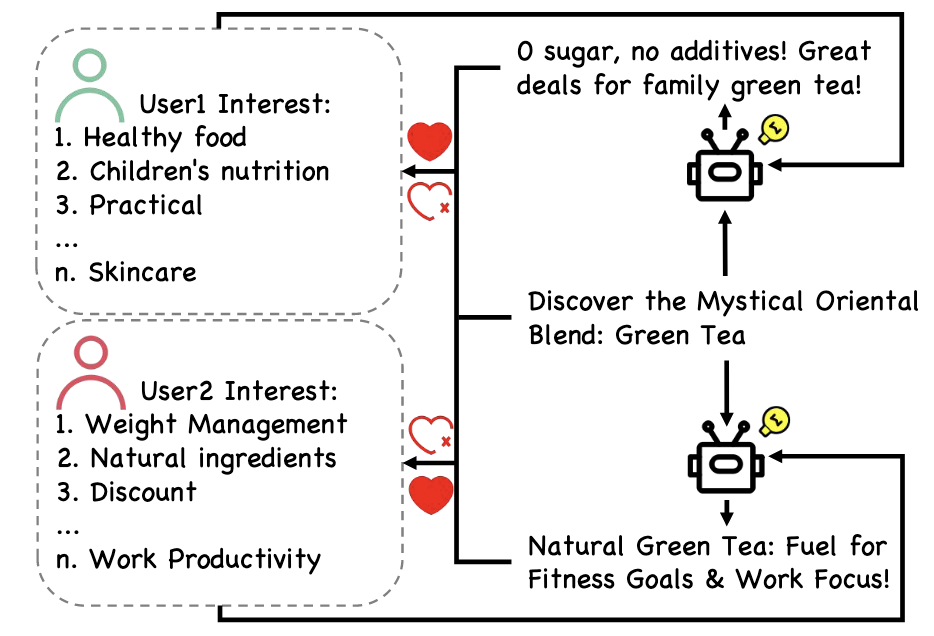 User1 Interest:
1. Healthy food
2. Children's nutrition
3. Practical
...
n. Skincare
User2 Interest:
1. Weight Management
2. Natural ingredients
3. Discount
...
n. Work Productivity
0 sugar, no additives! Great
deals for family green tea!
Discover the Mystical Oriental
Blend: Green Tea
Natural Green Tea: Fuel for
Fitness Goals & Work Focus!